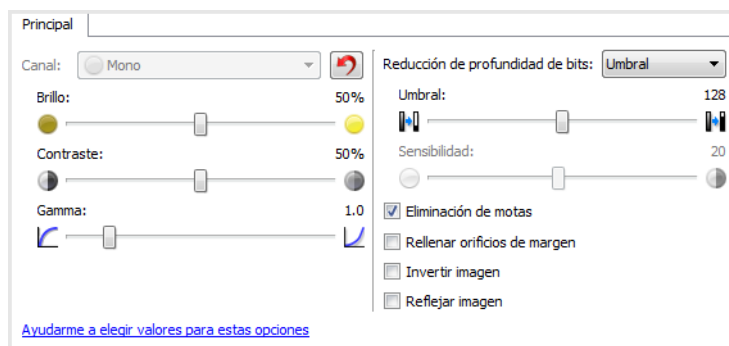 Principal
Canal: Mono
Brillo: 50%
Contraste: 50%
Gamma: 1.0
Ayudarme a elegir valores para estas opciones
Reducción de profundidad de bits: Umbral
Umbral: 128
Sensibilidad: 20
Eliminación de motas
Rellenar orificios de margen
Invertir imagen
Reflejar imagen